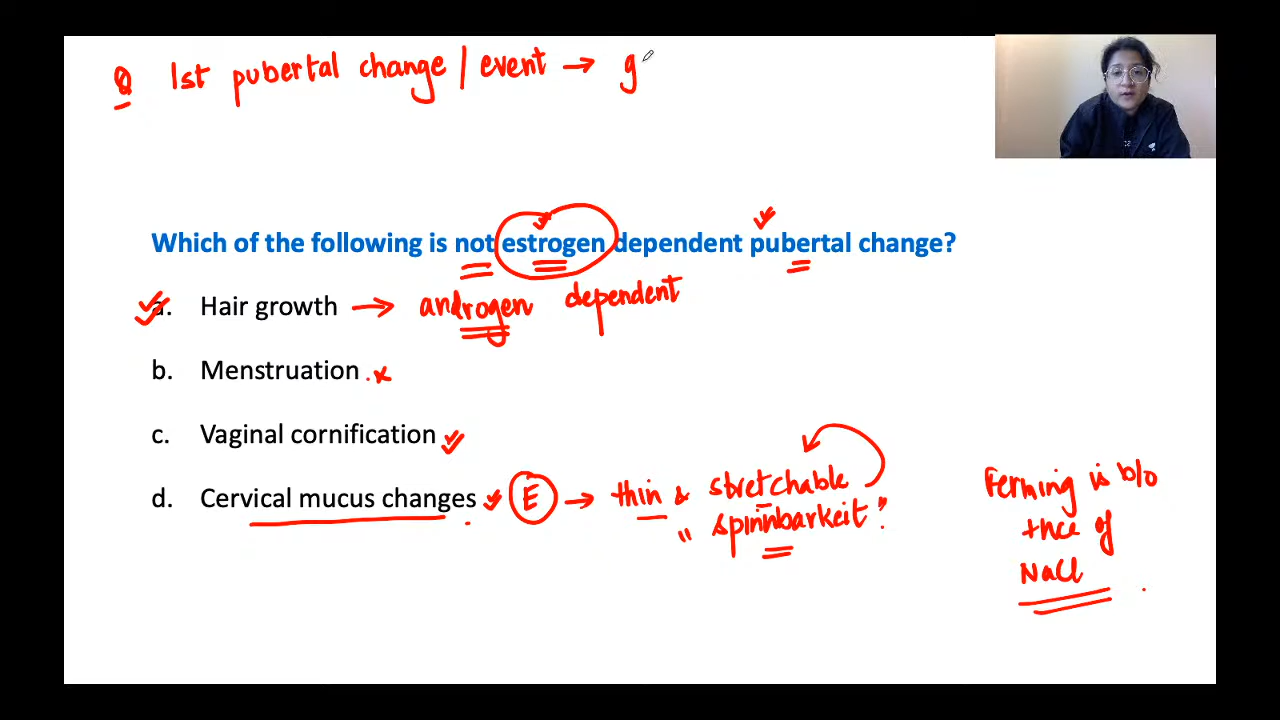 Q 1st pubertal change / event → g
Which of the following is not estrogen dependent pubertal change?
a. Hair growth → androgen dependent
b. Menstruation
c. Vaginal cornification
d. Cervical mucus changes E → thin & stretchable
"spinnbarkeit"
Ferning is b/o
+nce of
NaCl